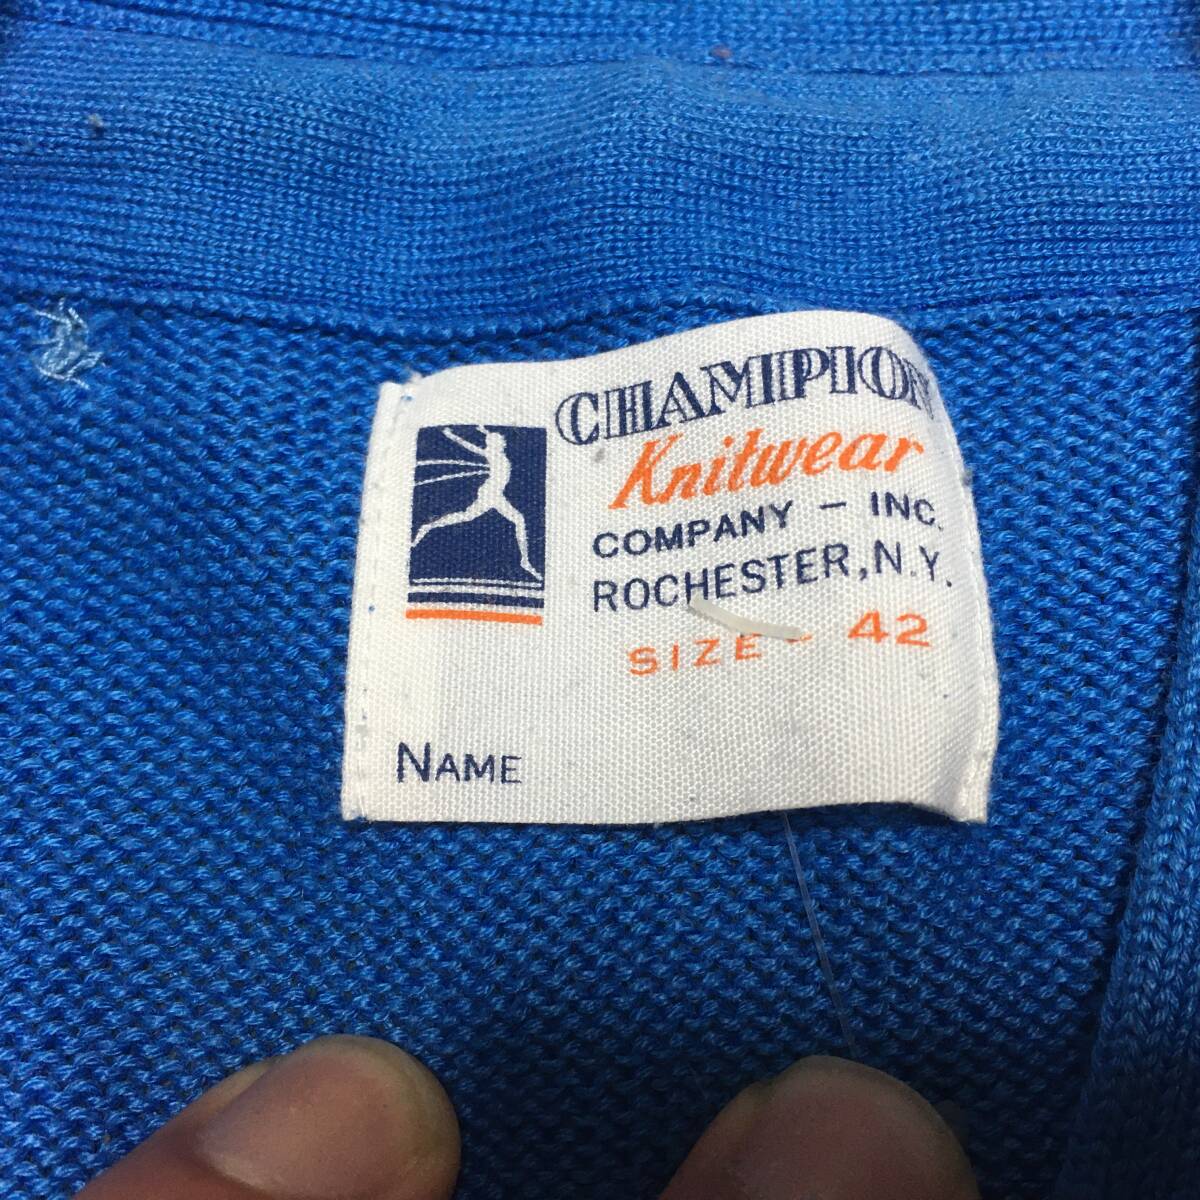 CHAMPION
Knitwear
COMPANY - INC.
ROCHESTER, N.Y.
SIZE - 42
NAME